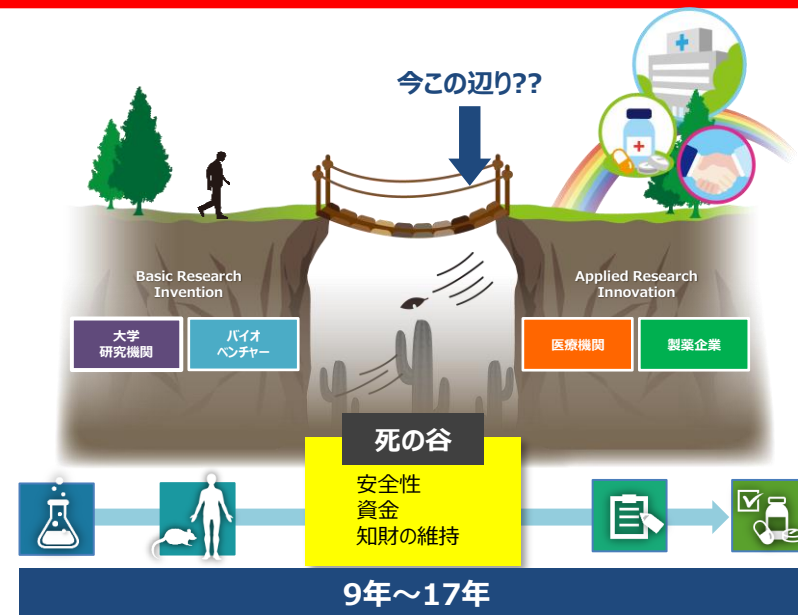 今この辺り??
Basic Research
Invention
Applied Research
Innovation
大学
研究機関
バイオ
ベンチャー
医療機関
製薬企業
死の谷
安全性
資金
知財の維持
9年～17年